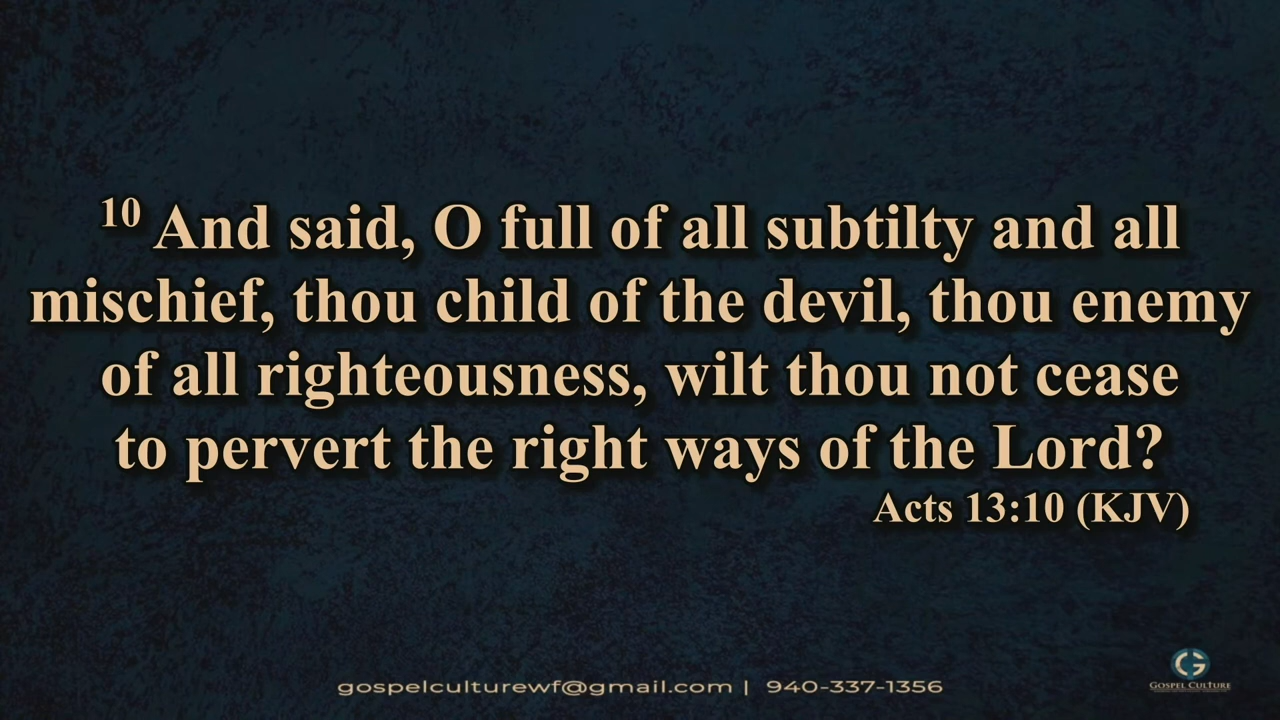 10 And said, O full of all subtilty and all
mischief, thou child of the devil, thou enemy
of all righteousness, wilt thou not cease
to pervert the right ways of the Lord?
Acts 13:10 (KJV)
gospelculturewf@gmail.com | 940-337-1356
GOSPEL CULTURE